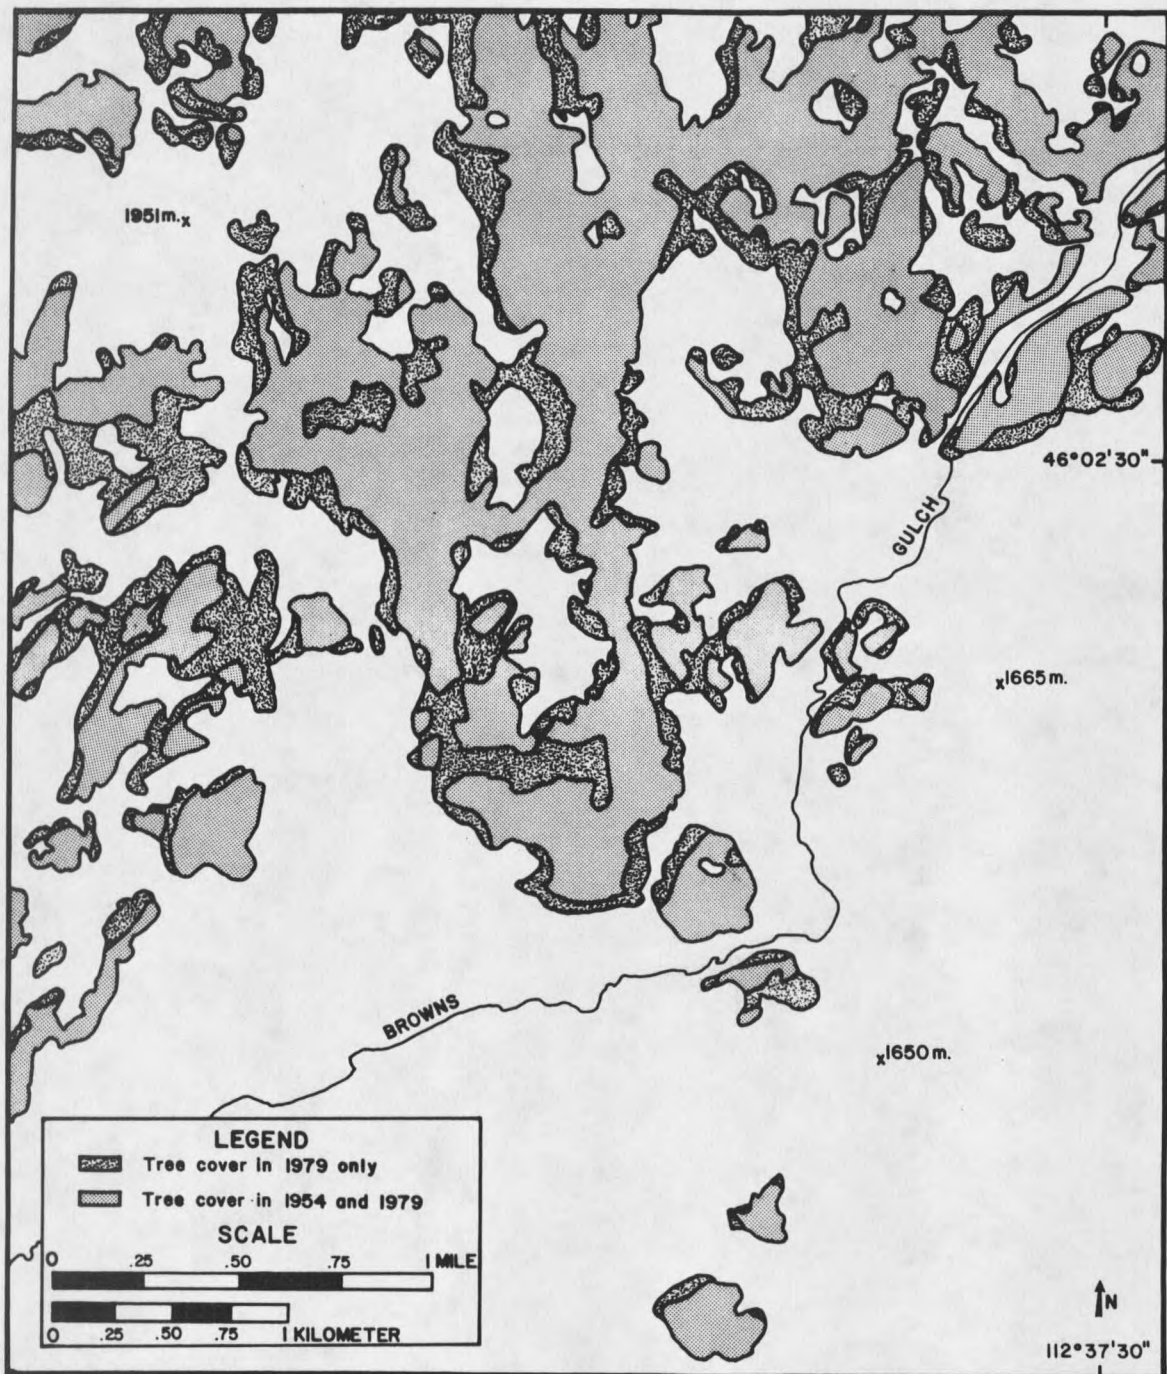 1951m.x
46°02'30"
GULCH
x1665m.
BROWNS
x1650m.
LEGEND
Tree cover in 1979 only
Tree cover in 1954 and 1979
SCALE
0 .25 .50 .75 1 MILE
0 .25 .50 .75 1 KILOMETER
N
112°37'30"